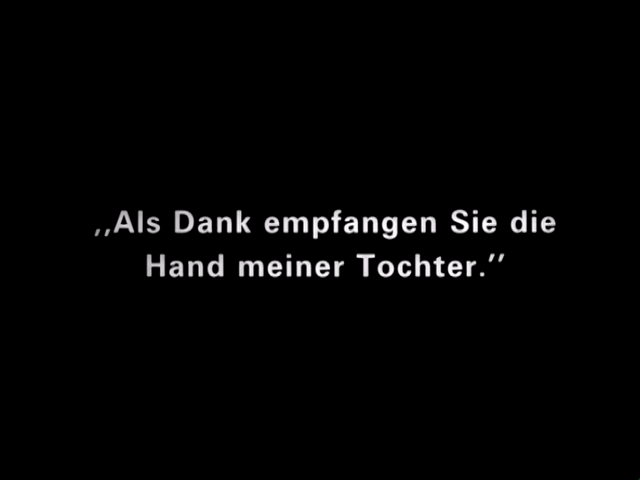 ,,Als Dank empfangen Sie die
Hand meiner Tochter.''